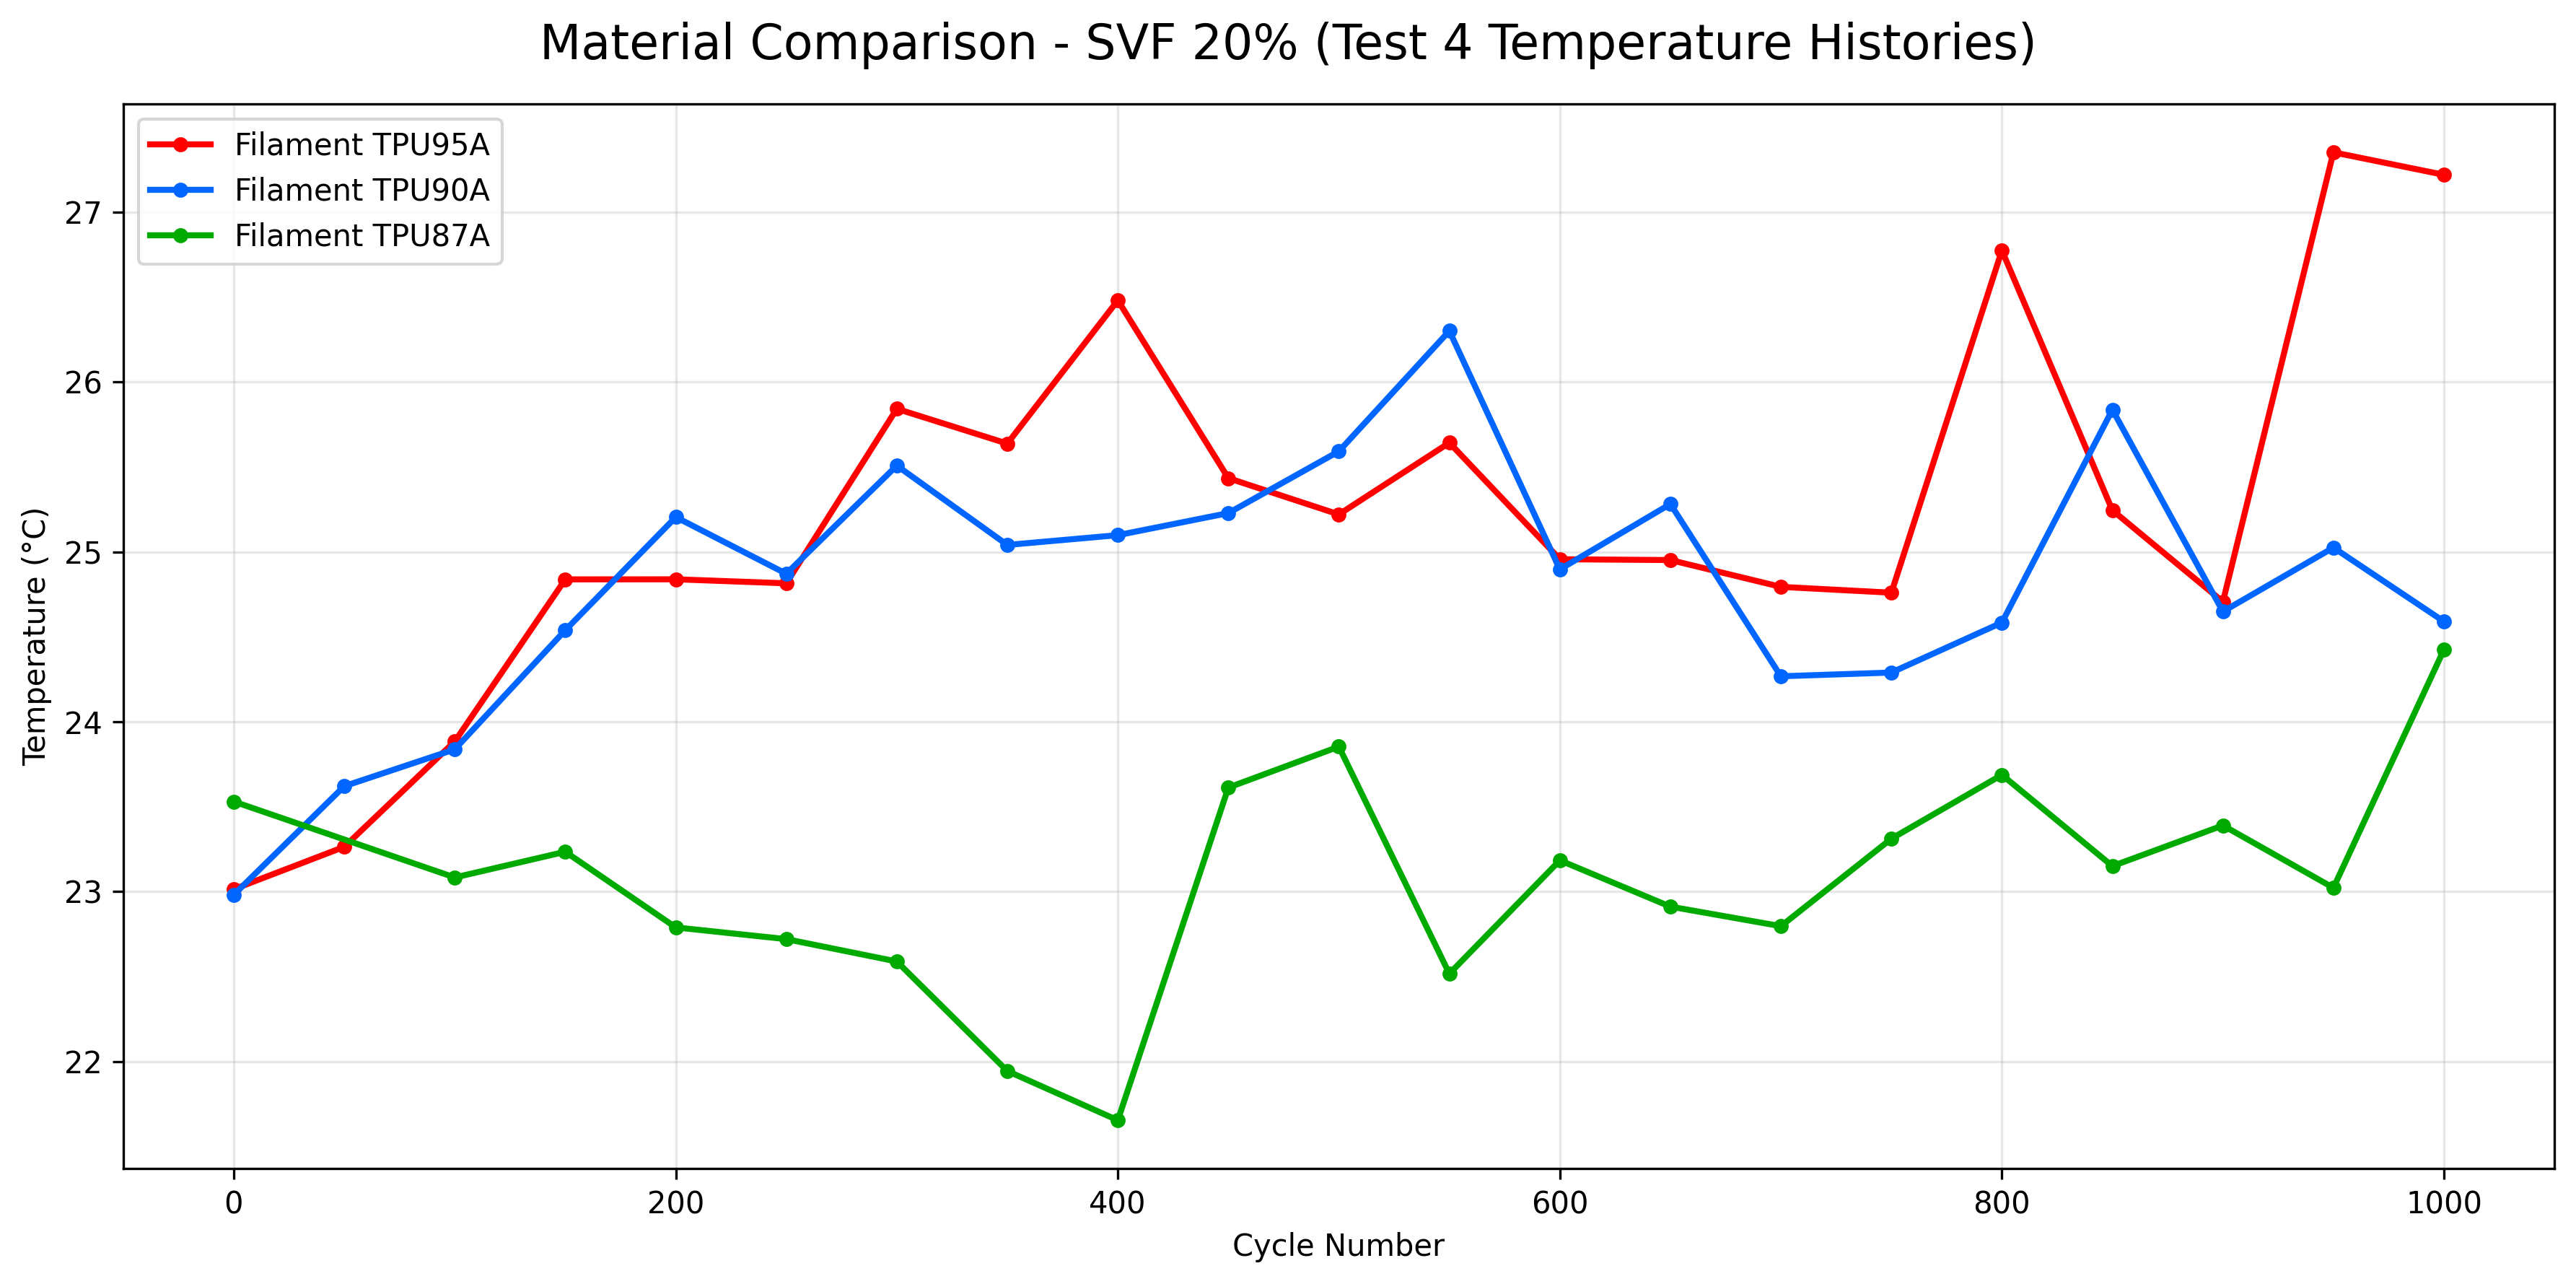 Material Comparison - SVF 20% (Test 4 Temperature Histories)
Filament TPU95A
Filament TPU90A
Filament TPU87A
Temperature (°C)
27
26
25
24
23
22
0
200
400
600
800
1000
Cycle Number